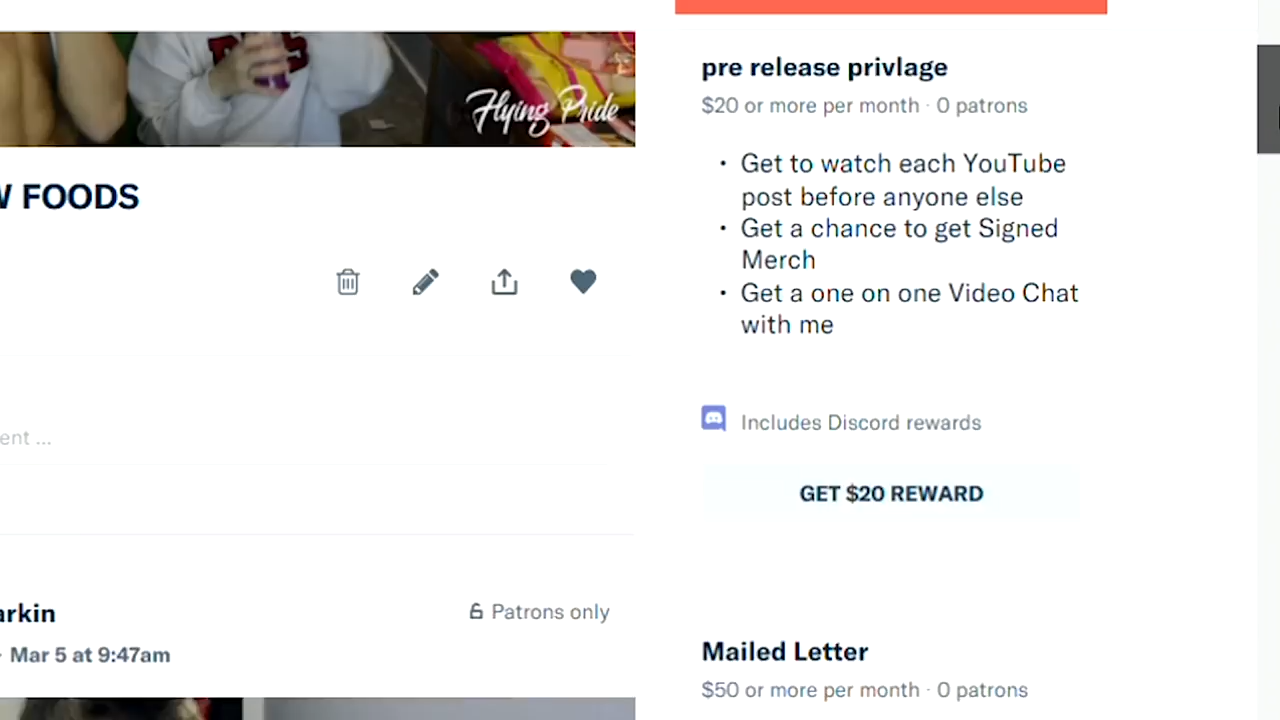 Flying Pride
W FOODS
ent ...
arkin
Patrons only
Mar 5 at 9:47am
pre release privlage
$20 or more per month · 0 patrons
• Get to watch each YouTube
post before anyone else
• Get a chance to get Signed
Merch
• Get a one on one Video Chat
with me
Includes Discord rewards
GET $20 REWARD
Mailed Letter
$50 or more per month · 0 patrons